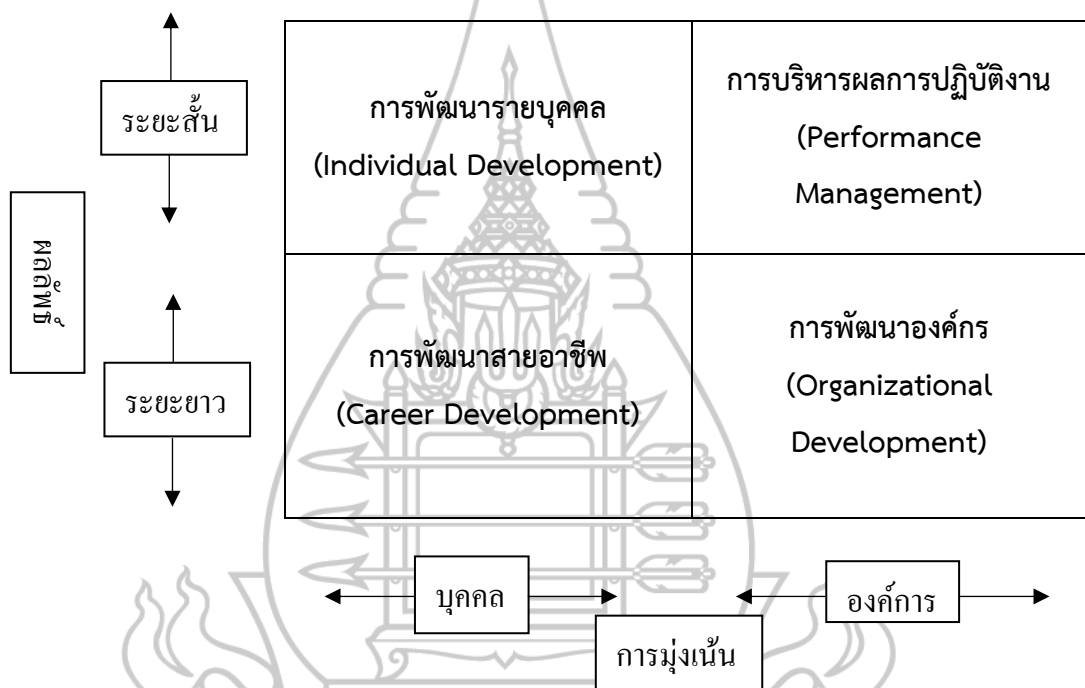 ระยะสั้น
การพัฒนารายบุคคล
(Individual Development)
การบริหารผลการปฏิบัติงาน
(Performance
Management)
ผลลัพธ์
ระยะยาว
การพัฒนาสายอาชีพ
(Career Development)
การพัฒนาองค์กร
(Organizational
Development)
บุคคล
องค์การ
การมุ่งเน้น